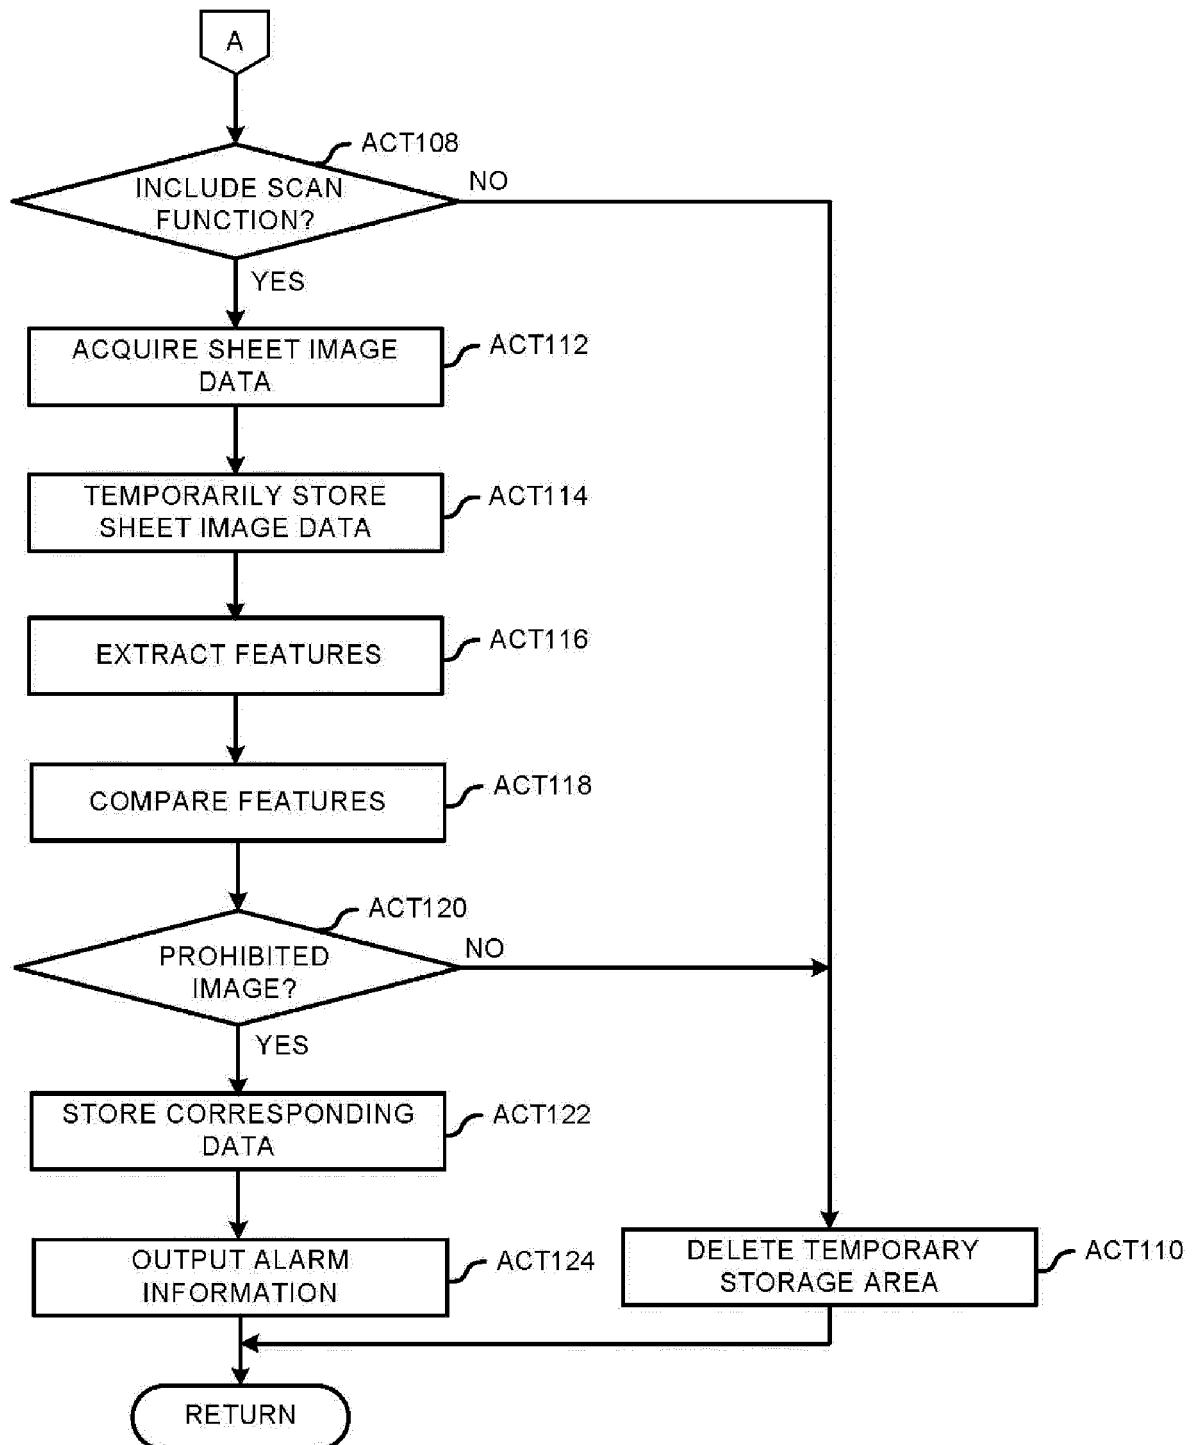 A
ACT108
INCLUDE SCAN
FUNCTION?
NO
YES
ACQUIRE SHEET IMAGE
DATA
ACT112
TEMPORARILY STORE
SHEET IMAGE DATA
ACT114
EXTRACT FEATURES
ACT116
COMPARE FEATURES
ACT118
ACT120
PROHIBITED
IMAGE?
NO
YES
STORE CORRESPONDING
DATA
ACT122
OUTPUT ALARM
INFORMATION
ACT124
DELETE TEMPORARY
STORAGE AREA
ACT110
RETURN